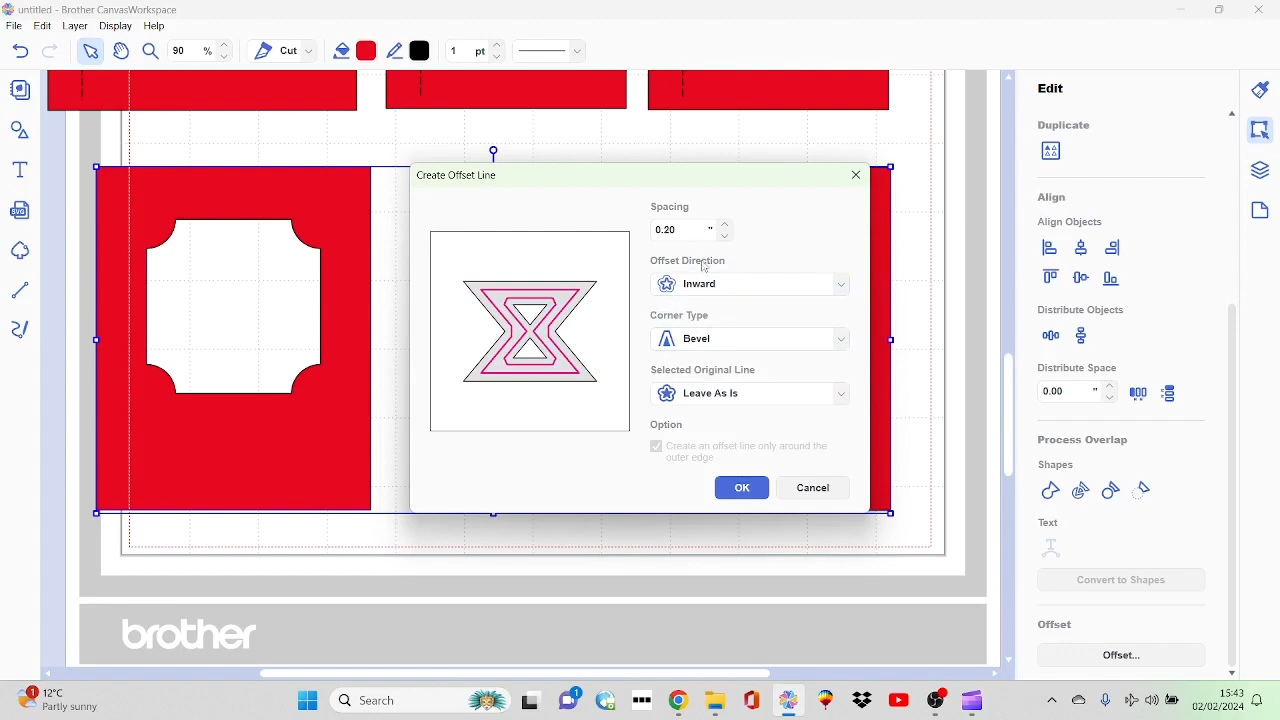 untitled - Brother CanvasWorkspace
File Edit Layer Display Help
90 %
Cut
1 pt
Edit
Duplicate
Align
Align Objects
Distribute Objects
Distribute Space
0.00 "
Process Overlap
Shapes
Text
Convert to Shapes
Offset
Offset...
Create Offset Line
Spacing
0.20 "
Offset Direction
Inward
Corner Type
Bevel
Selected Original Line
Leave As Is
Option
Create an offset line only around the
outer edge
OK Cancel
T
SVG
brother
1
12°C
Partly sunny
Search
1
15:43
02/02/2024